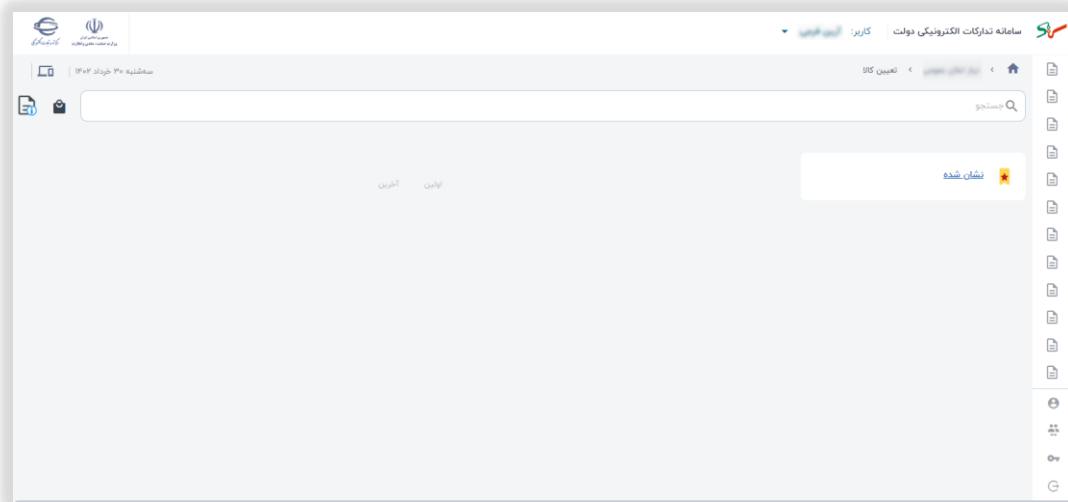 سامانه تدارکات الکترونیکی دولت
کاربر:
تعیین کالا
سه‌شنبه ۳۰ خرداد ۱۴۰۲
جستجو
نشان شده
اولین
آخرین